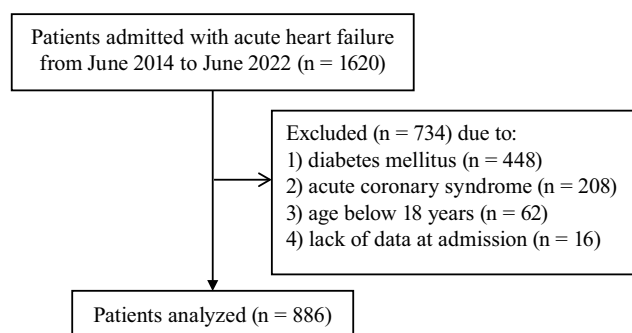 Patients admitted with acute heart failure
from June 2014 to June 2022 (n = 1620)
Excluded (n = 734) due to:
1) diabetes mellitus (n = 448)
2) acute coronary syndrome (n = 208)
3) age below 18 years (n = 62)
4) lack of data at admission (n = 16)
Patients analyzed (n = 886)